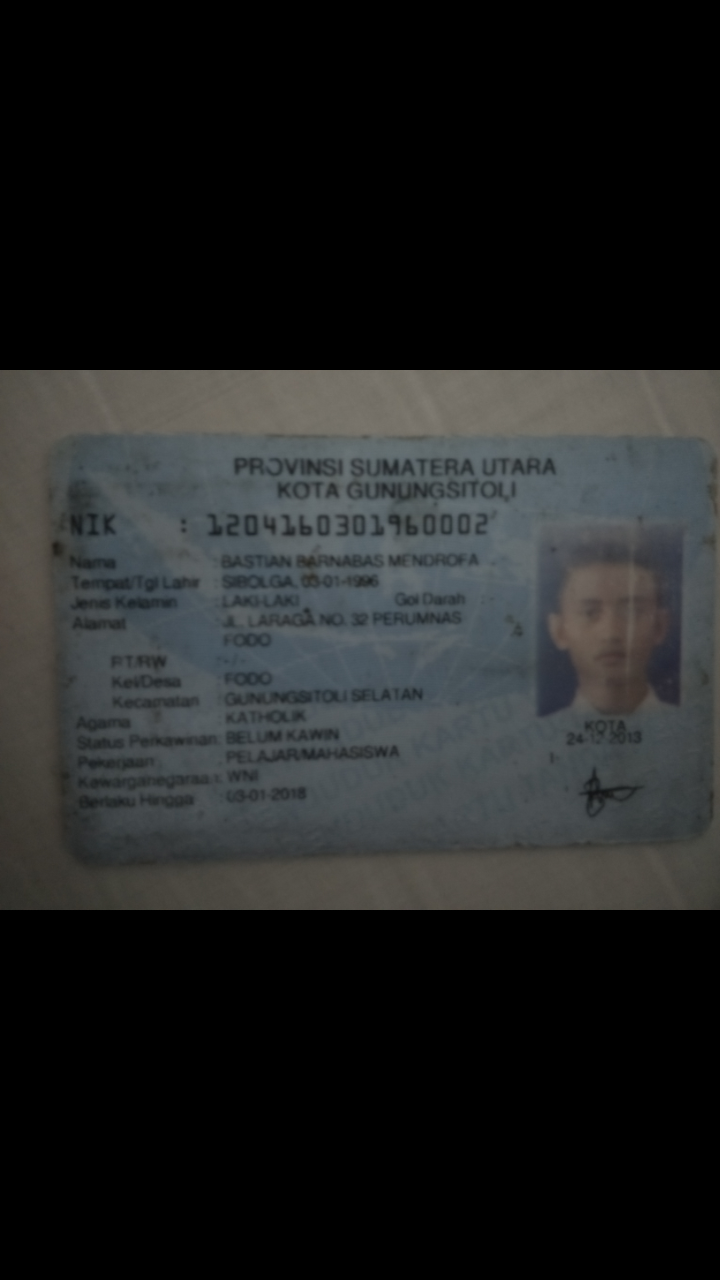 PROVINSI SUMATERA UTARA
KOTA GUNUNGSITOLI
NIK : 1204160301960002
Nama : BASTIAN BARNABAS MENDROFA
Tempat/Tgl Lahir : SIBOLGA, 03-01-1996
Jenis Kelamin : LAKI-LAKI Gol Darah : -
Alamat : JL. LARAGA NO. 32 PERUMNAS
FODO
RT/RW : - / -
Kel/Desa : FODO
Kecamatan : GUNUNGSITOLI SELATAN
Agama : KATHOLIK
Status Perkawinan: BELUM KAWIN
Pekerjaan : PELAJAR/MAHASISWA
Kewarganegaraan: WNI
Berlaku Hingga : 03-01-2018
KOTA
24-12-2013